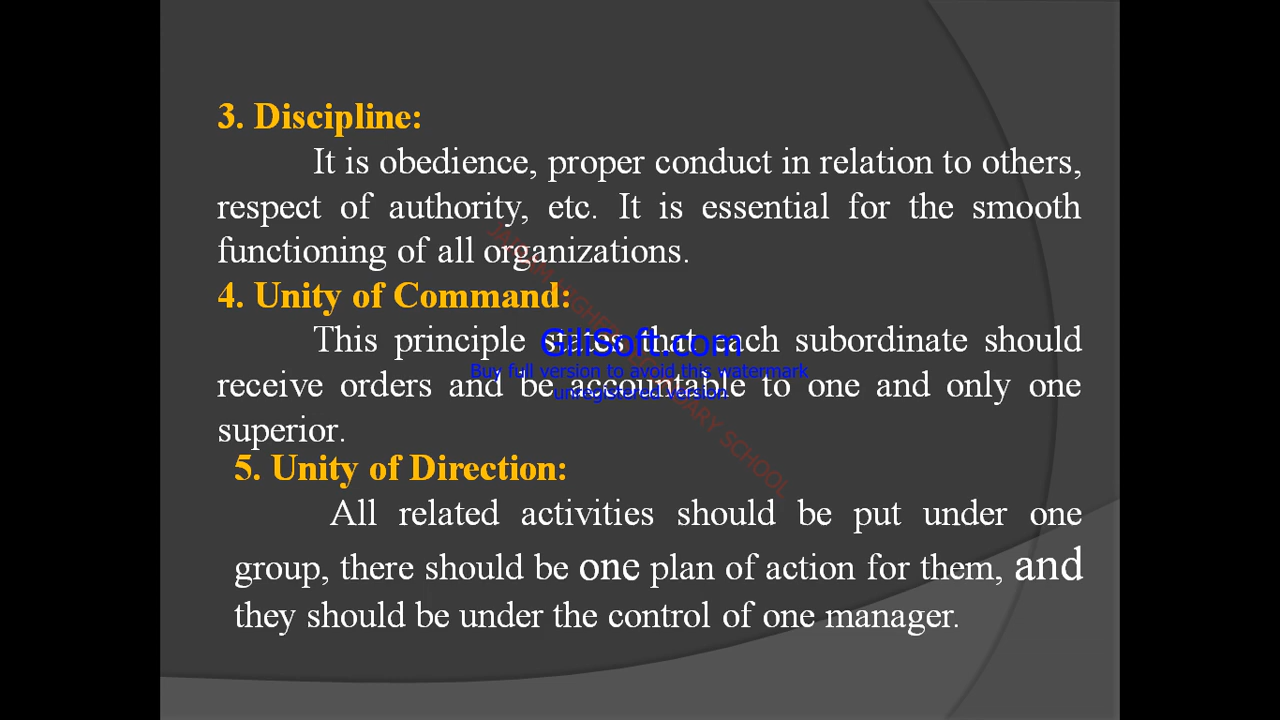 3. Discipline:
It is obedience, proper conduct in relation to others,
respect of authority, etc. It is essential for the smooth
functioning of all organizations.
4. Unity of Command:
This principle states that each subordinate should
GiliSoft.com
Buy full version to avoid this watermark
receive orders and be accountable to one and only one
unregistered version
superior.
5. Unity of Direction:
All related activities should be put under one
group, there should be one plan of action for them, and
they should be under the control of one manager.
SCHOOL